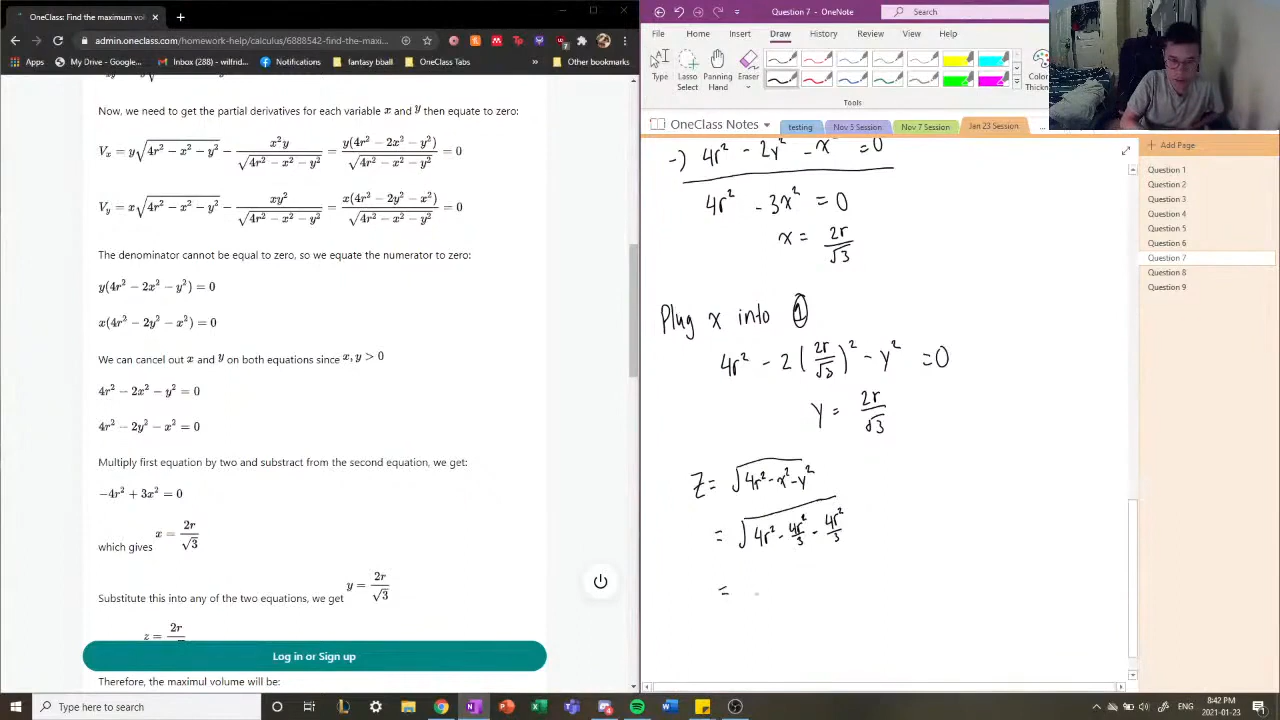 OneClass: Find the maximum vol
Question 7 - OneNote
Search
admin.oneclass.com/homework-help/calculus/6888542-find-the-maxi...
Apps
My Drive - Google...
Netflix
fantasy bball
OneClass Tabs
Other bookmarks
File Home Insert Draw History Review View
Type
Lasso Select
Panning Hand
Eraser
Tools
OneClass Notes
testing
Nov 5 Session
Nov 7 Session
Jan 23 Session
Add Page
Question 1
Question 2
Question 3
Question 4
Question 5
Question 6
Question 7
Question 8
Question 9
Now, we need to get the partial derivatives for each variable x and y then equate to zero:
Vx = y√(4r² − x² − y²) − x²y/√(4r² − x² − y²) = y(4r² − 2x² − y²)/√(4r² − x² − y²) = 0
Vy = x√(4r² − x² − y²) − xy²/√(4r² − x² − y²) = x(4r² − 2y² − x²)/√(4r² − x² − y²) = 0
The denominator cannot be equal to zero, so we equate the numerator to zero:
y(4r² − 2x² − y²) = 0
x(4r² − 2y² − x²) = 0
We can cancel out x and y on both equations since x, y > 0
4r² − 2x² − y² = 0
4r² − 2y² − x² = 0
Multiply first equation by two and substract from the second equation, we get:
−4r² + 3x² = 0
which gives x = 2r/√3
Substitute this into any of the two equations, we get y = 2r/√3
Log in or Sign up
Therefore, the maximul volume will be:
4r² - 3x² = 0
x = 2r/√3
Plug x into ①
4r² - 2(2r/√3)² - y² = 0
y = 2r/√3
Z = √(4r² - x² - y²)
= √(4r² - 4r²/3 - 4r²/3)
=
Type here to search
8:42 PM
2021-01-23